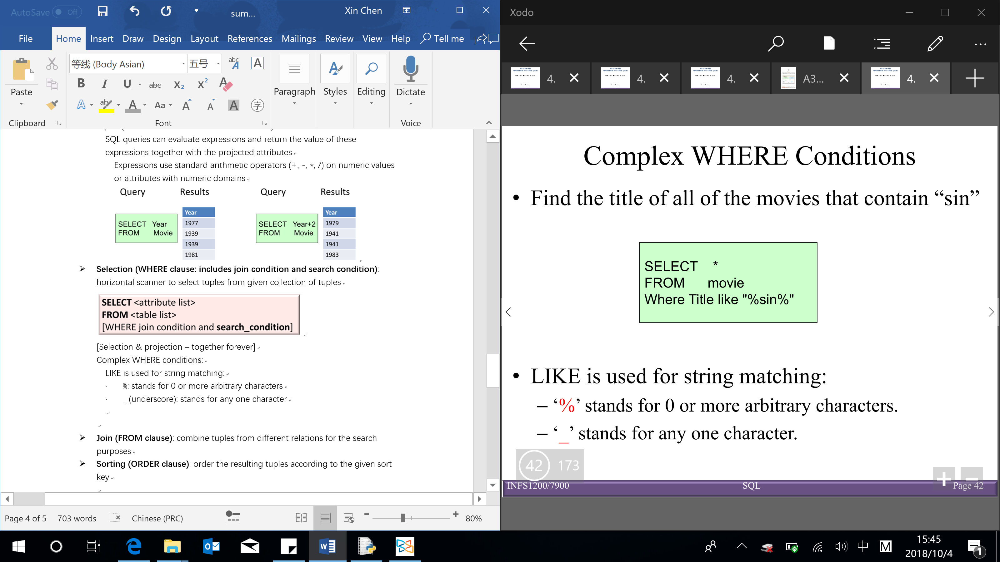 AutoSave Off
sum...
Xin Chen
File Home Insert Draw Design Layout References Mailings Review View Help Tell me
等线 (Body Asian) 五号
Paste
Paragraph Styles Editing Dictate
Clipboard Font Voice
SQL queries can evaluate expressions and return the value of these
expressions together with the projected attributes
Expressions use standard arithmetic operators (+, -, *, /) on numeric values
or attributes with numeric domains
Query Results Query Results
Year
1977
1939
1939
1981
SELECT Year
FROM Movie
Year
1979
1941
1941
1983
SELECT Year+2
FROM Movie
➢ Selection (WHERE clause: includes join condition and search condition):
horizontal scanner to select tuples from given collection of tuples
SELECT <attribute list>
FROM <table list>
[WHERE join condition and search_condition]
[Selection & projection – together forever]
Complex WHERE conditions:
LIKE is used for string matching:
· %: stands for 0 or more arbitrary characters
· _ (underscore): stands for any one character
➢ Join (FROM clause): combine tuples from different relations for the search
purposes
➢ Sorting (ORDER clause): order the resulting tuples according to the given sort
key
Page 4 of 5 703 words Chinese (PRC) 80%
Xodo
4. 4. 4. A3... 4.
Complex WHERE Conditions
• Find the title of all of the movies that contain “sin”
SELECT *
FROM movie
Where Title like "%sin%"
• LIKE is used for string matching:
– ‘%’ stands for 0 or more arbitrary characters.
– ‘_’ stands for any one character.
42 173
INFS1200/7900 SQL Page 42
中 M
15:45
2018/10/4
1